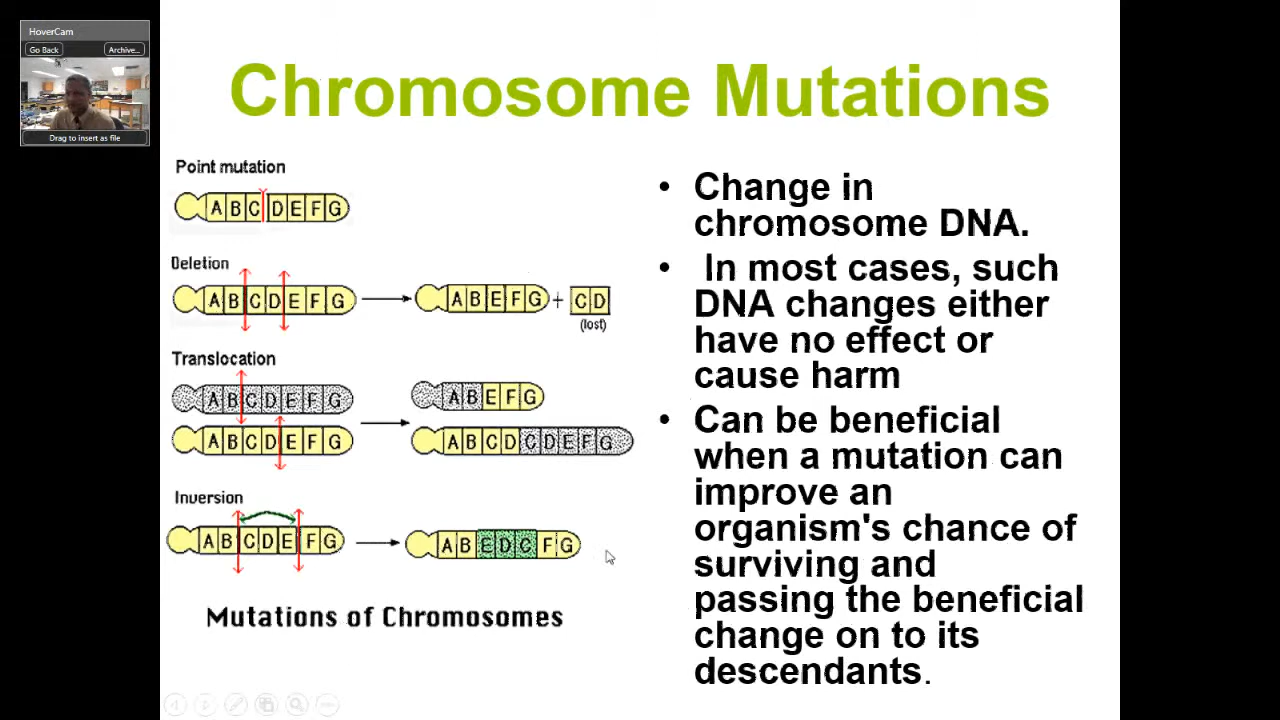 HoverCam
Go Back
Archive...
Drag to insert as file
Chromosome Mutations
Point mutation
A B C D E F G
Deletion
A B C D E F G
A B E F G + C D
(lost)
Translocation
A B C D E F G
A B E F G
A B C D E F G
A B C D C D E F G
Inversion
A B C D E F G
A B E D C F G
Mutations of Chromosomes
• Change in
chromosome DNA.
• In most cases, such
DNA changes either
have no effect or
cause harm
• Can be beneficial
when a mutation can
improve an
organism's chance of
surviving and
passing the beneficial
change on to its
descendants.